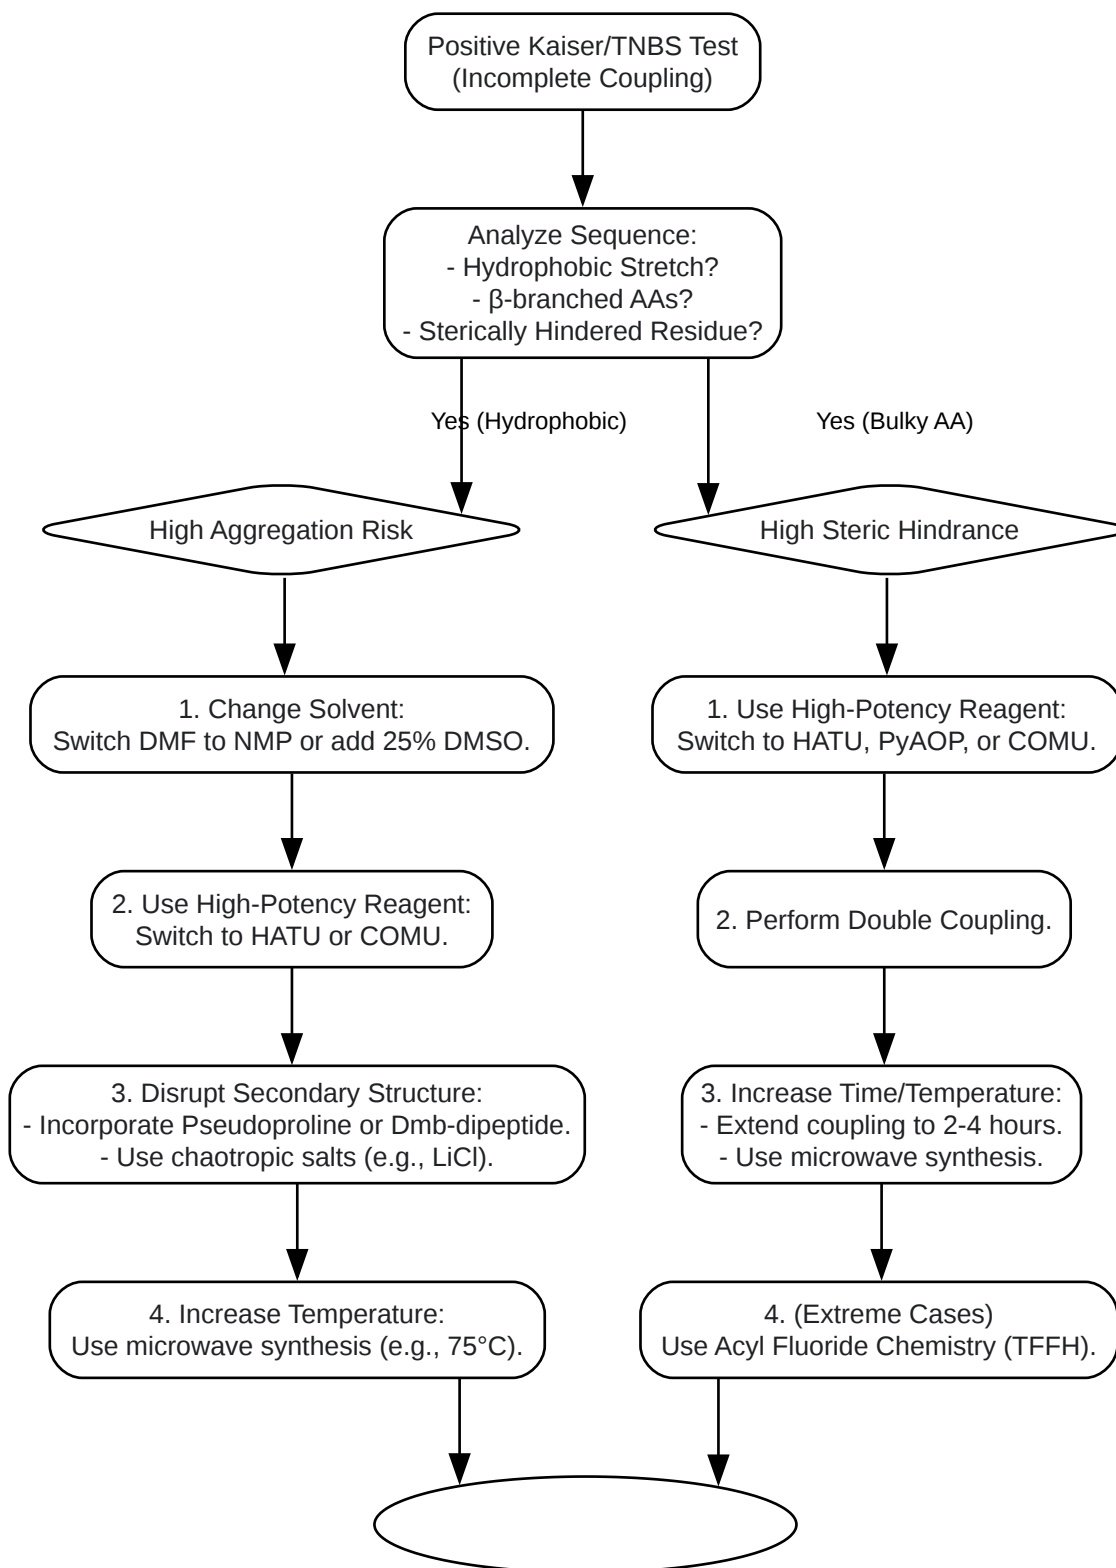 Positive Kaiser/TNBS Test
(Incomplete Coupling)
Analyze Sequence:
- Hydrophobic Stretch?
- β-branched AAs?
- Sterically Hindered Residue?
Yes (Hydrophobic)
Yes (Bulky AA)
High Aggregation Risk
High Steric Hindrance
1. Change Solvent:
Switch DMF to NMP or add 25% DMSO.
1. Use High-Potency Reagent:
Switch to HATU, PyAOP, or COMU.
2. Use High-Potency Reagent:
Switch to HATU or COMU.
2. Perform Double Coupling.
3. Disrupt Secondary Structure:
- Incorporate Pseudoproline or Dmb-dipeptide.
- Use chaotropic salts (e.g., LiCl).
3. Increase Time/Temperature:
- Extend coupling to 2-4 hours.
- Use microwave synthesis.
4. Increase Temperature:
Use microwave synthesis (e.g., 75°C).
4. (Extreme Cases)
Use Acyl Fluoride Chemistry (TFFH).